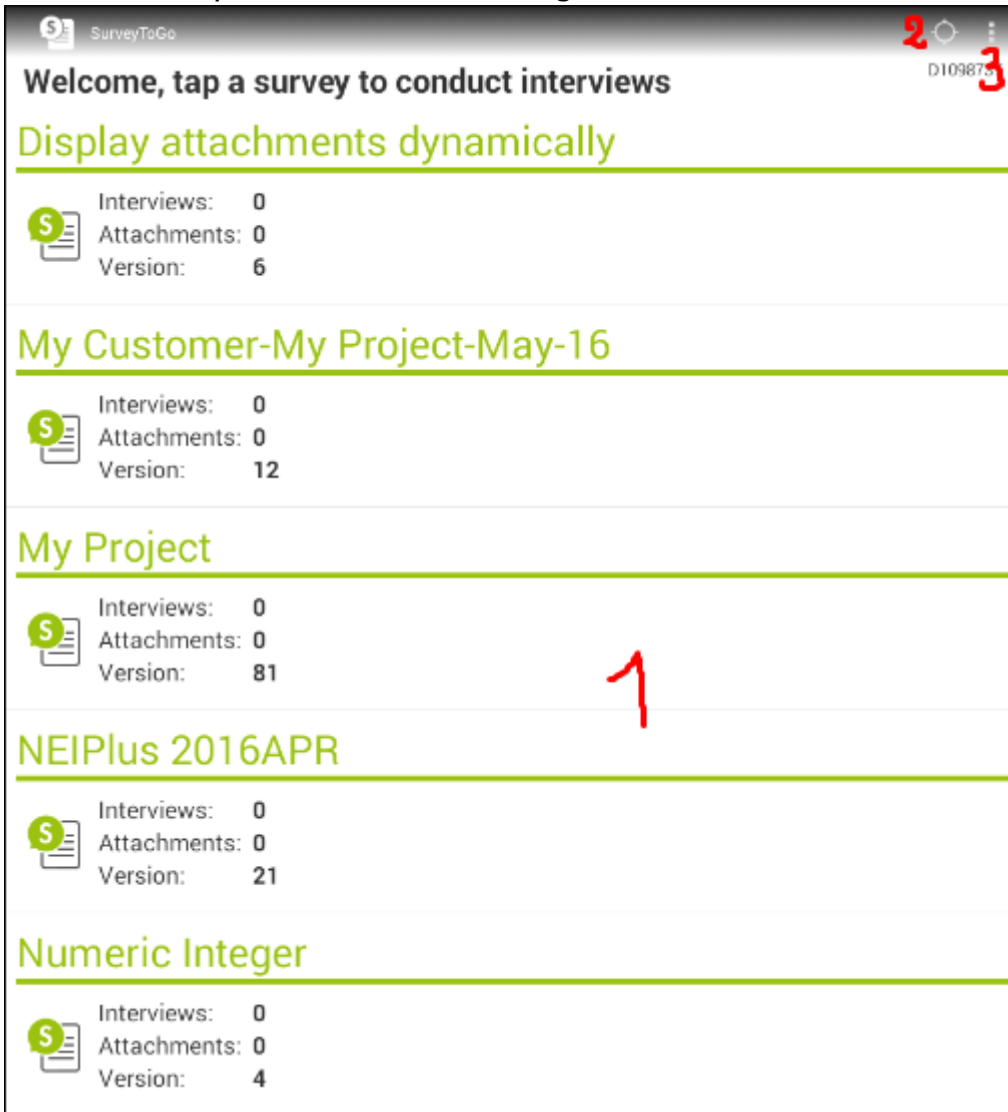 SurveyToGo 2
Welcome, tap a survey to conduct interviews
3
Display attachments dynamically
Interviews: 0
Attachments: 0
Version: 6
My Customer-My Project-May-16
Interviews: 0
Attachments: 0
Version: 12
My Project
Interviews: 0
Attachments: 0
Version: 81
1
NEIPlus 2016APR
Interviews: 0
Attachments: 0
Version: 21
Numeric Integer
Interviews: 0
Attachments: 0
Version: 4